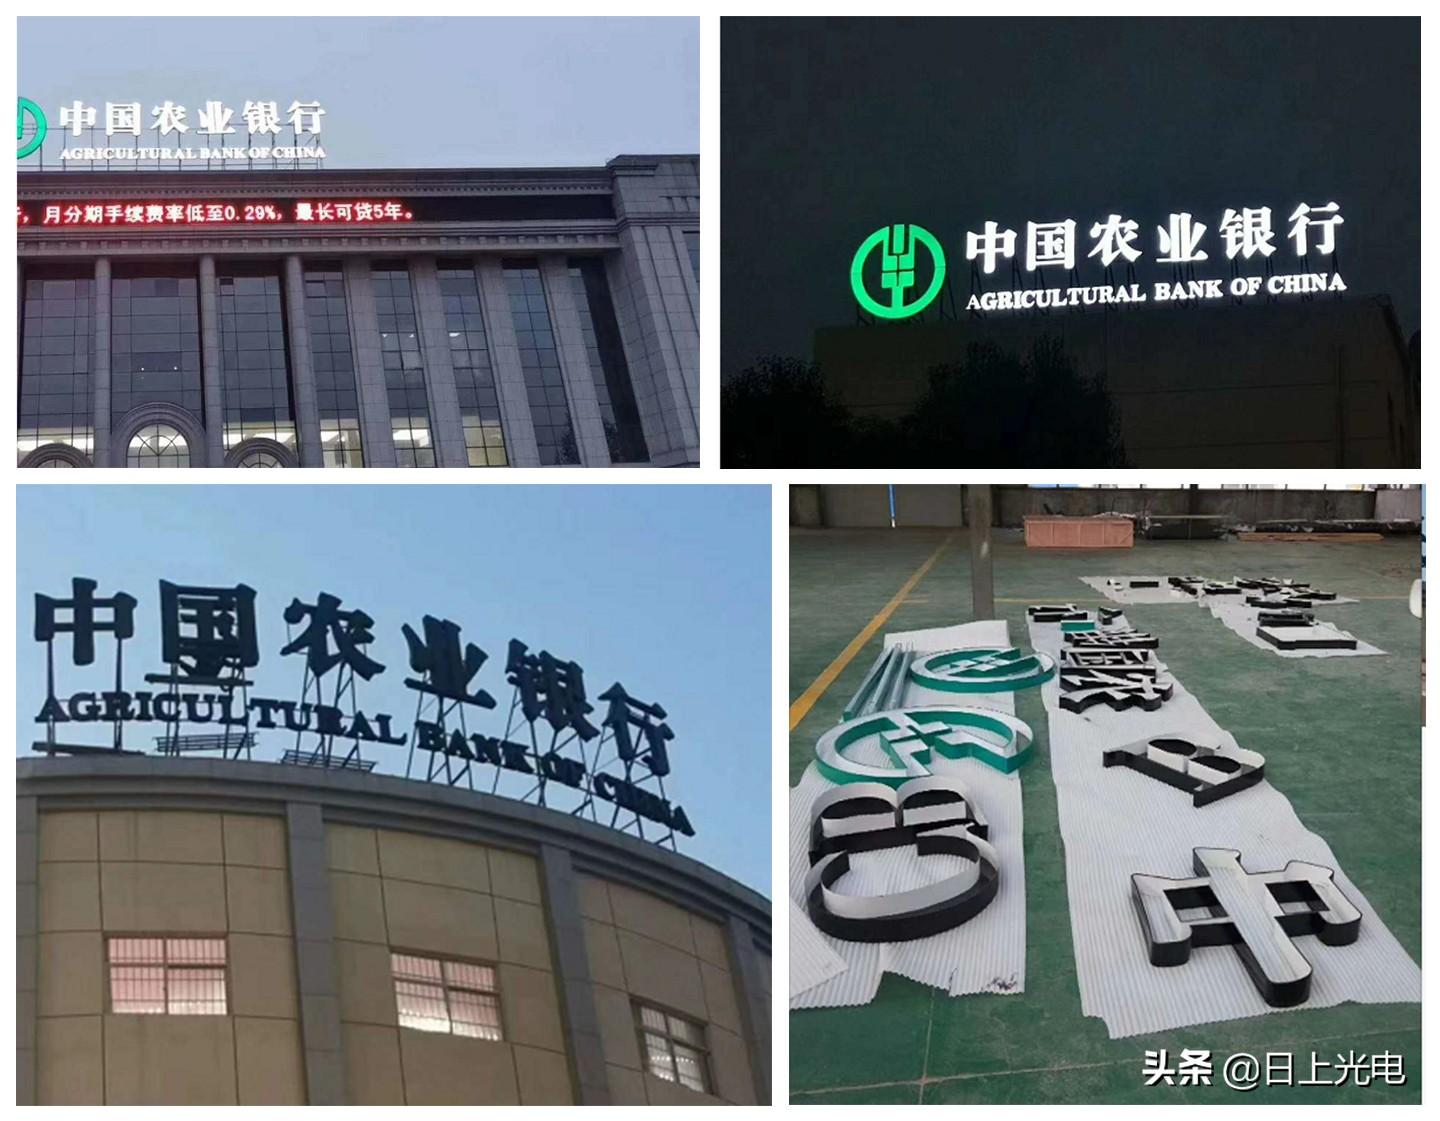 中国农业银行
AGRICULTURAL BANK OF CHINA
，月分期手续费率低至0.29%，最长可贷5年。
中国农业银行
AGRICULTURAL BANK OF CHINA
中国农业银行
AGRICULTURAL BANK OF CHINA
国
农
B
中
头条 @日上光电